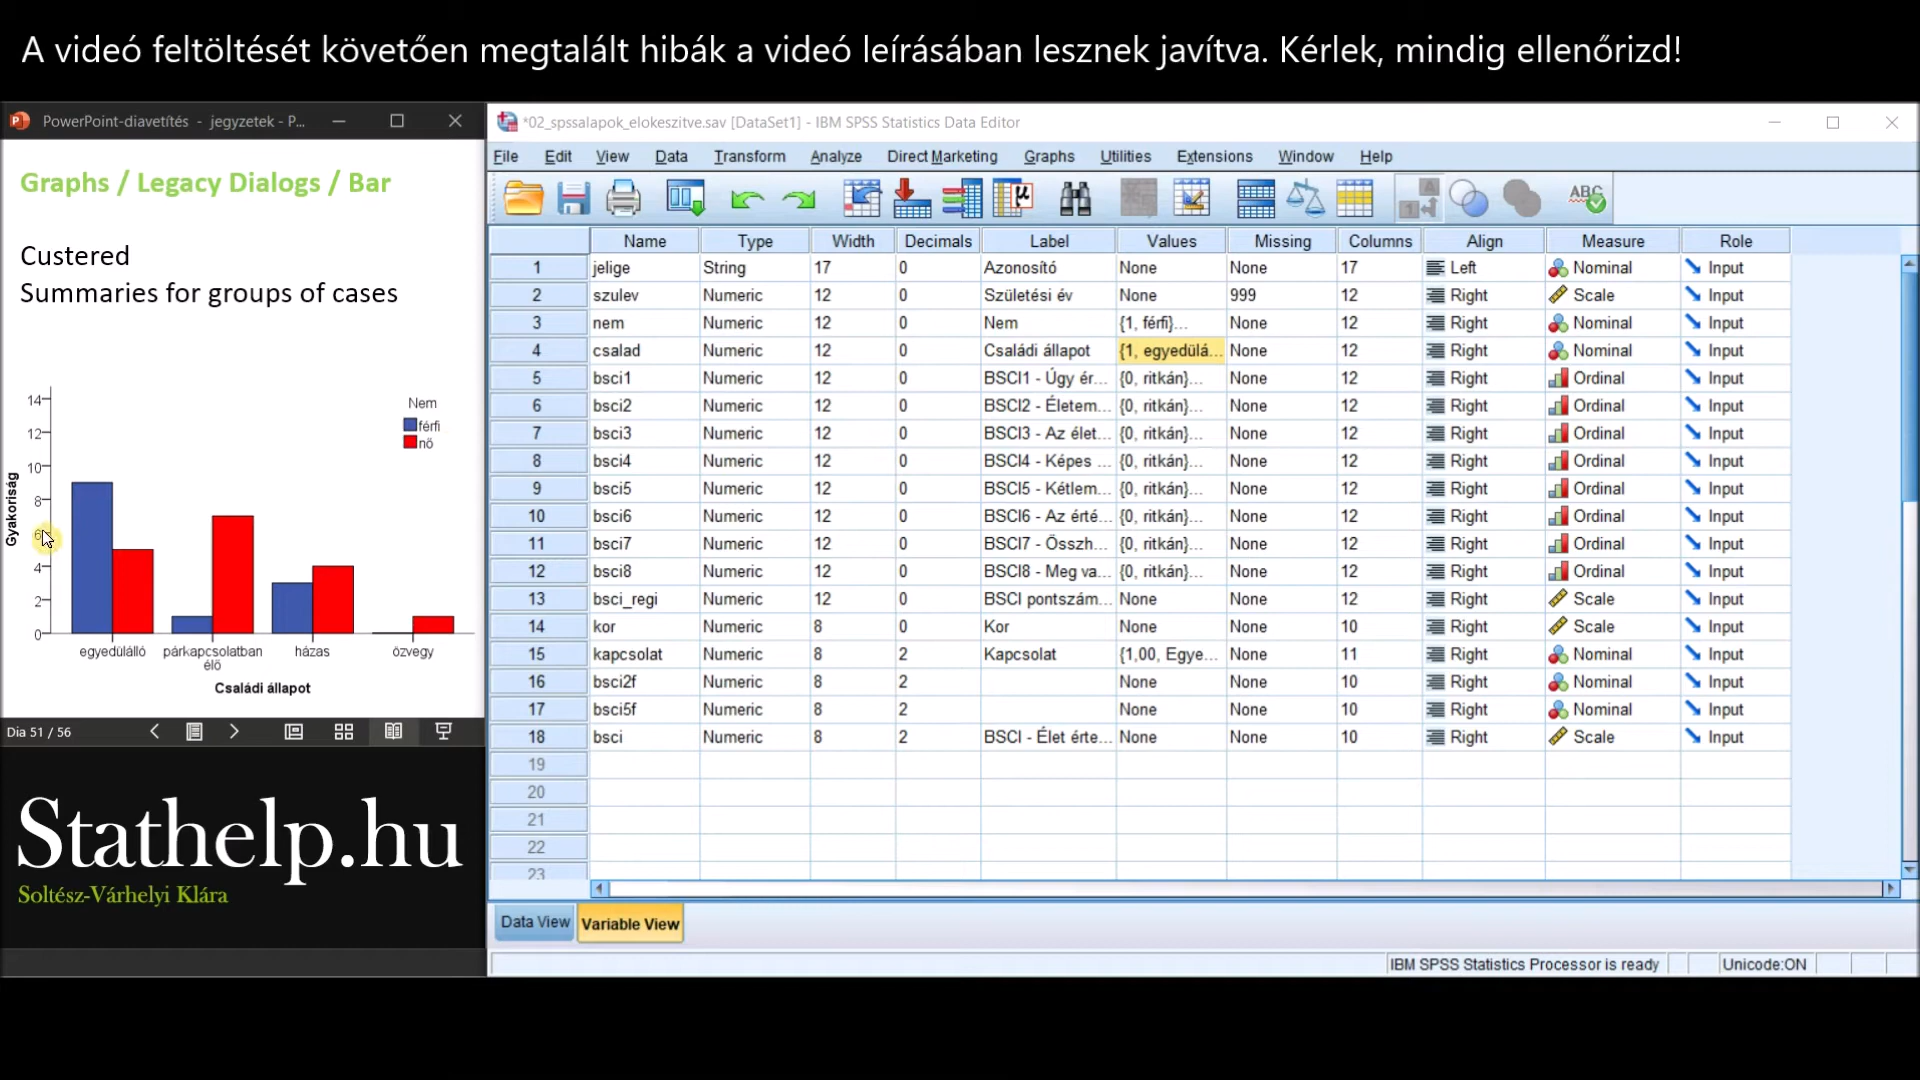 A videó feltöltését követően megtalált hibák a videó leírásában lesznek javítva. Kérlek, mindig ellenőrizd!
PowerPoint-diavetítés - jegyzetek - P...
Graphs / Legacy Dialogs / Bar
Custered
Summaries for groups of cases
Gyakoriság
14
12
10
8
6
4
2
0
Nem
férfi
nő
egyedülálló
párkapcsolatban élő
házas
özvegy
Családi állapot
Dia 51 / 56
Stathelp.hu
Soltész-Várhelyi Klára
*02_spssalapok_elokeszitve.sav [DataSet1] - IBM SPSS Statistics Data Editor
File Edit View Data Transform Analyze Direct Marketing Graphs Utilities Extensions Window Help
Name Type Width Decimals Label Values Missing Columns Align Measure Role
1 jelige String 17 0 Azonosító None None 17 Left Nominal Input
2 szulev Numeric 12 0 Születési év None 999 12 Right Scale Input
3 nem Numeric 12 0 Nem {1, férfi}... None 12 Right Nominal Input
4 csalad Numeric 12 0 Családi állapot {1, egyedülá... None 12 Right Nominal Input
5 bsci1 Numeric 12 0 BSCI1 - Úgy ér... {0, ritkán}... None 12 Right Ordinal Input
6 bsci2 Numeric 12 0 BSCI2 - Életem... {0, ritkán}... None 12 Right Ordinal Input
7 bsci3 Numeric 12 0 BSCI3 - Az élet... {0, ritkán}... None 12 Right Ordinal Input
8 bsci4 Numeric 12 0 BSCI4 - Képes ... {0, ritkán}... None 12 Right Ordinal Input
9 bsci5 Numeric 12 0 BSCI5 - Kétlem... {0, ritkán}... None 12 Right Ordinal Input
10 bsci6 Numeric 12 0 BSCI6 - Az érté... {0, ritkán}... None 12 Right Ordinal Input
11 bsci7 Numeric 12 0 BSCI7 - Összh... {0, ritkán}... None 12 Right Ordinal Input
12 bsci8 Numeric 12 0 BSCI8 - Meg va... {0, ritkán}... None 12 Right Ordinal Input
13 bsci_regi Numeric 12 0 BSCI pontszám... None None 12 Right Scale Input
14 kor Numeric 8 0 Kor None None 10 Right Scale Input
15 kapcsolat Numeric 8 2 Kapcsolat {1,00, Egye... None 11 Right Nominal Input
16 bsci2f Numeric 8 2 None None 10 Right Nominal Input
17 bsci5f Numeric 8 2 None None 10 Right Nominal Input
18 bsci Numeric 8 2 BSCI - Élet érte... None None 10 Right Scale Input
19
20
21
22
23
Data View Variable View
IBM SPSS Statistics Processor is ready Unicode:ON